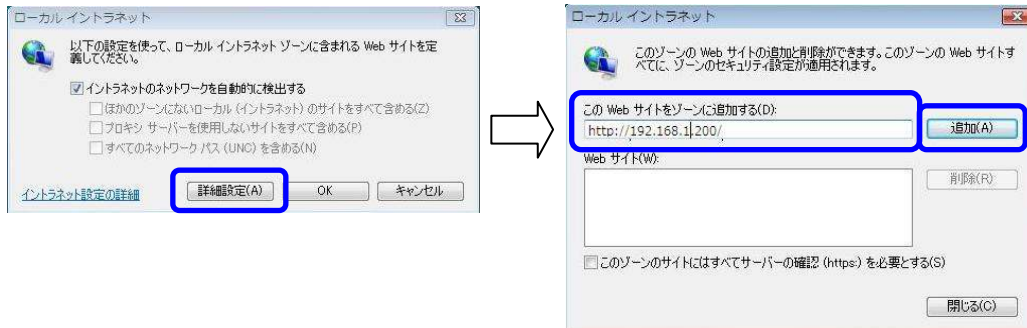 ローカル イントラネット
以下の設定を使って、ローカル イントラネット ゾーンに含まれる Web サイトを定
義してください。
イントラネットのネットワークを自動的に検出する
ほかのゾーンにないローカル (イントラネット) のサイトをすべて含める(Z)
プロキシ サーバーを使用しないサイトをすべて含める(P)
すべてのネットワーク パス (UNC) を含める(N)
イントラネット設定の詳細
詳細設定(A)
OK
キャンセル
ローカル イントラネット
このゾーンの Web サイトの追加と削除ができます。このゾーンの Web サイトす
べてに、ゾーンのセキュリティ設定が適用されます。
この Web サイトをゾーンに追加する(D):
http://192.168.1.200/
追加(A)
Web サイト(W):
削除(R)
このゾーンのサイトにはすべてサーバーの確認 (https:) を必要とする(S)
閉じる(C)